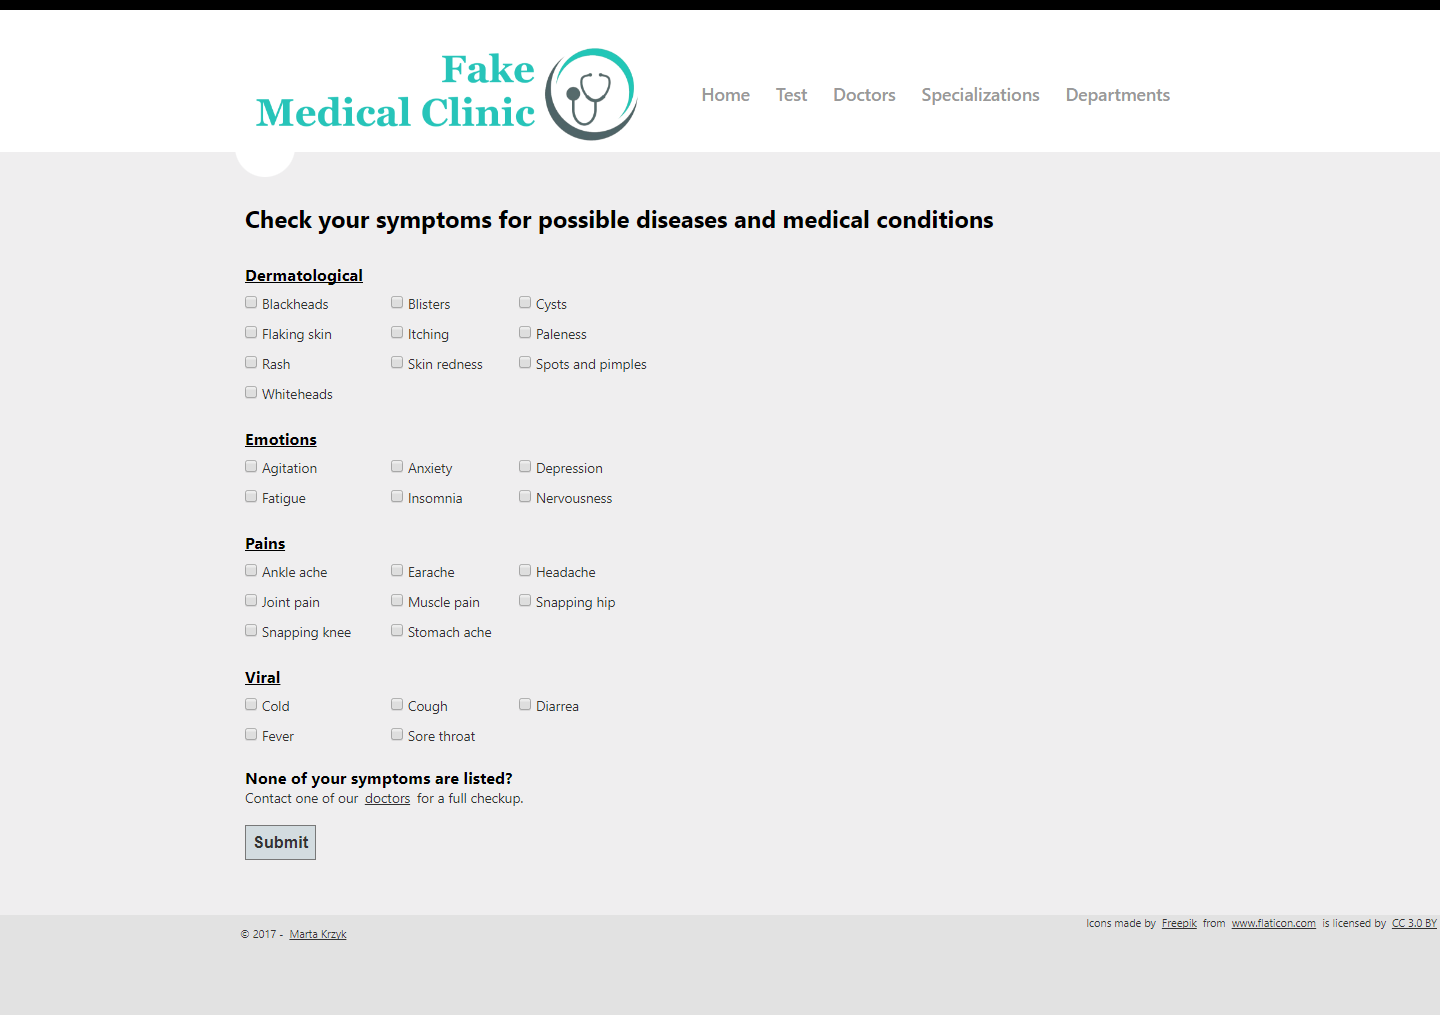 Fake
Medical Clinic
Home Test Doctors Specializations Departments
Check your symptoms for possible diseases and medical conditions
Dermatological
Blackheads Blisters Cysts
Flaking skin Itching Paleness
Rash Skin redness Spots and pimples
Whiteheads
Emotions
Agitation Anxiety Depression
Fatigue Insomnia Nervousness
Pains
Ankle ache Earache Headache
Joint pain Muscle pain Snapping hip
Snapping knee Stomach ache
Viral
Cold Cough Diarrea
Fever Sore throat
None of your symptoms are listed?
Contact one of our doctors for a full checkup.
Submit
Icons made by Freepik from www.flaticon.com is licensed by CC 3.0 BY
© 2017 - Marta Krzyk